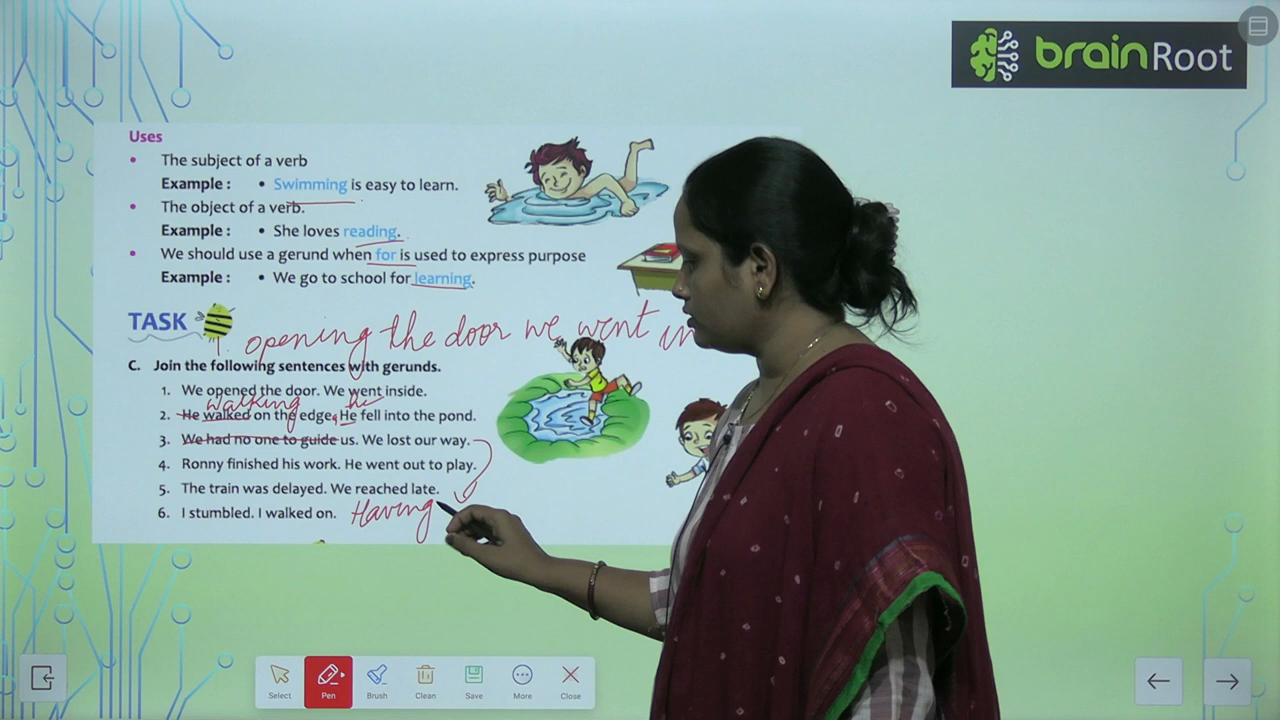 brainRoot
Uses
• The subject of a verb
Example : • Swimming is easy to learn.
• The object of a verb.
Example : • She loves reading.
• We should use a gerund when for is used to express purpose
Example : • We go to school for learning.
TASK
1. opening the door we went in
C. Join the following sentences with gerunds.
1. We opened the door. We went inside.
walking he
2. He walked on the edge, He fell into the pond.
3. We had no one to guide us. We lost our way.
4. Ronny finished his work. He went out to play.
5. The train was delayed. We reached late.
6. I stumbled. I walked on. Having
Select Pen Brush Clean Save More Close